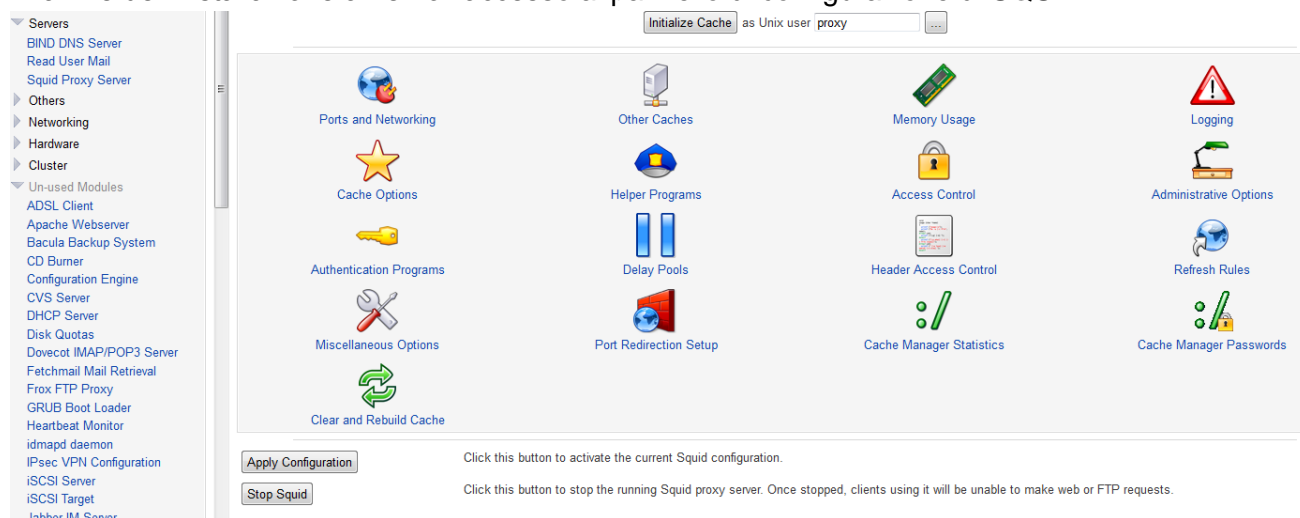 Servers
BIND DNS Server
Read User Mail
Squid Proxy Server
Others
Networking
Hardware
Cluster
Un-used Modules
ADSL Client
Apache Webserver
Bacula Backup System
CD Burner
Configuration Engine
CVS Server
DHCP Server
Disk Quotas
Dovecot IMAP/POP3 Server
Fetchmail Mail Retrieval
Frox FTP Proxy
GRUB Boot Loader
Heartbeat Monitor
idmapd daemon
IPsec VPN Configuration
iSCSI Server
iSCSI Target
Jabber IM Server
Initialize Cache as Unix user proxy ...
Ports and Networking
Other Caches
Memory Usage
Logging
Cache Options
Helper Programs
Access Control
Administrative Options
Authentication Programs
Delay Pools
Header Access Control
Refresh Rules
Miscellaneous Options
Port Redirection Setup
Cache Manager Statistics
Cache Manager Passwords
Clear and Rebuild Cache
Apply Configuration Click this button to activate the current Squid configuration.
Stop Squid Click this button to stop the running Squid proxy server. Once stopped, clients using it will be unable to make web or FTP requests.